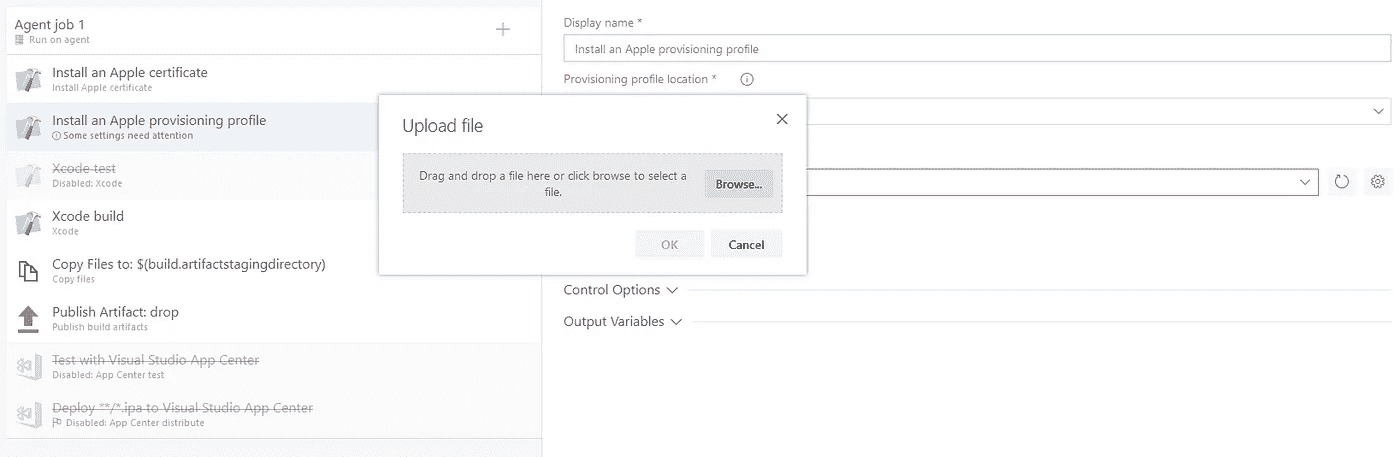 Agent job 1
Run on agent
Install an Apple certificate
Install Apple certificate
Install an Apple provisioning profile
Some settings need attention
Xcode test
Disabled: Xcode
Xcode build
Xcode
Copy Files to: $(build.artifactstagingdirectory)
Copy files
Publish Artifact: drop
Publish build artifacts
Test with Visual Studio App Center
Disabled: App Center test
Deploy **/*.ipa to Visual Studio App Center
Disabled: App Center distribute
Display name *
Install an Apple provisioning profile
Provisioning profile location *
Upload file
Drag and drop a file here or click browse to select a
file.
Browse...
OK
Cancel
Control Options
Output Variables